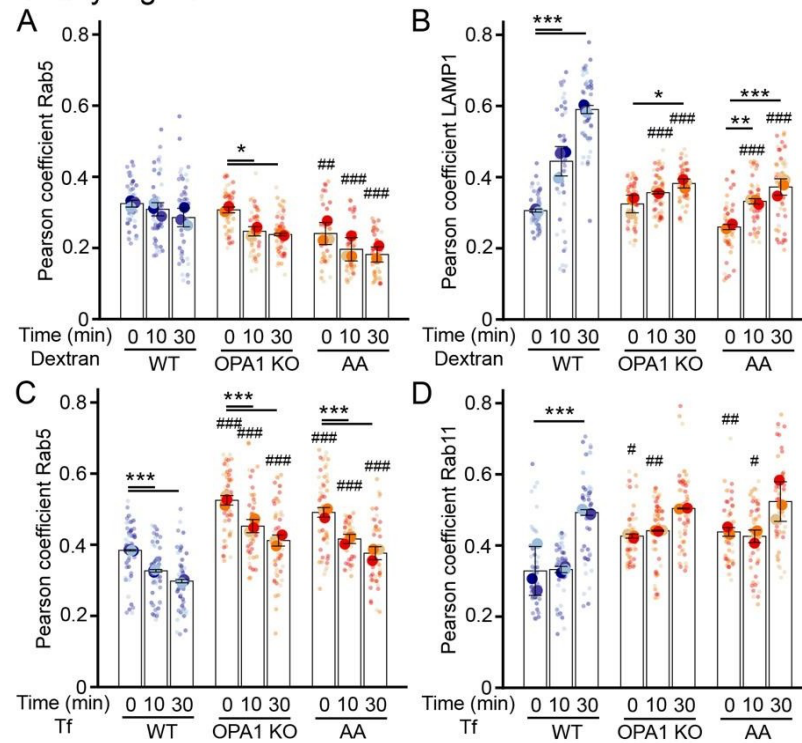 A
Pearson coefficient Rab5
0.8
0.6
0.4
0.2
0
*
##
###
###
Time (min) 0 10 30 0 10 30 0 10 30
Dextran WT OPA1 KO AA
B
Pearson coefficient LAMP1
0.8
0.6
0.4
0.2
0
***
*
###
###
***
**
###
###
Time (min) 0 10 30 0 10 30 0 10 30
Dextran WT OPA1 KO AA
C
Pearson coefficient Rab5
0.8
0.6
0.4
0.2
0
***
***
###
###
###
***
###
###
###
Time (min) 0 10 30 0 10 30 0 10 30
Tf WT OPA1 KO AA
D
Pearson coefficient Rab11
0.8
0.6
0.4
0.2
0
***
#
##
##
#
Time (min) 0 10 30 0 10 30 0 10 30
Tf WT OPA1 KO AA